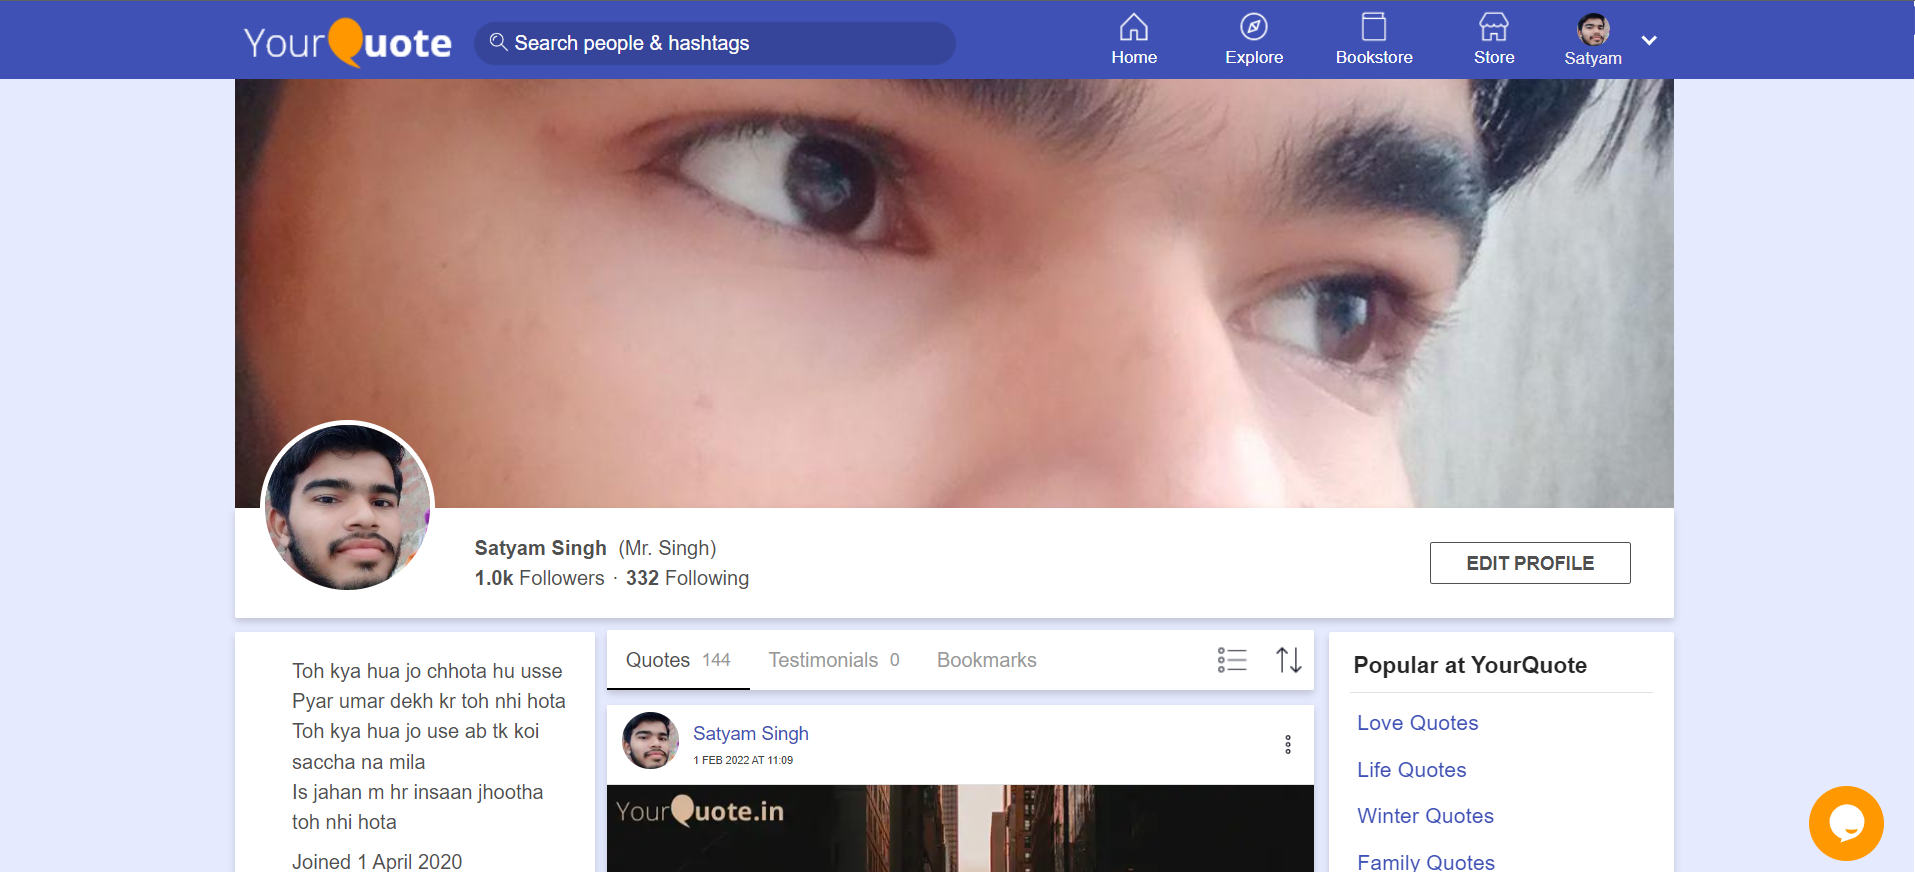 YourQuote
Search people & hashtags
Home
Explore
Bookstore
Store
Satyam
Satyam Singh (Mr. Singh)
1.0k Followers · 332 Following
EDIT PROFILE
Toh kya hua jo chhota hu usse
Pyar umar dekh kr toh nhi hota
Toh kya hua jo use ab tk koi
saccha na mila
Is jahan m hr insaan jhootha
toh nhi hota
Joined 1 April 2020
Quotes 144
Testimonials 0
Bookmarks
Satyam Singh
1 FEB 2022 AT 11:09
YourQuote.in
Popular at YourQuote
Love Quotes
Life Quotes
Winter Quotes
Family Quotes